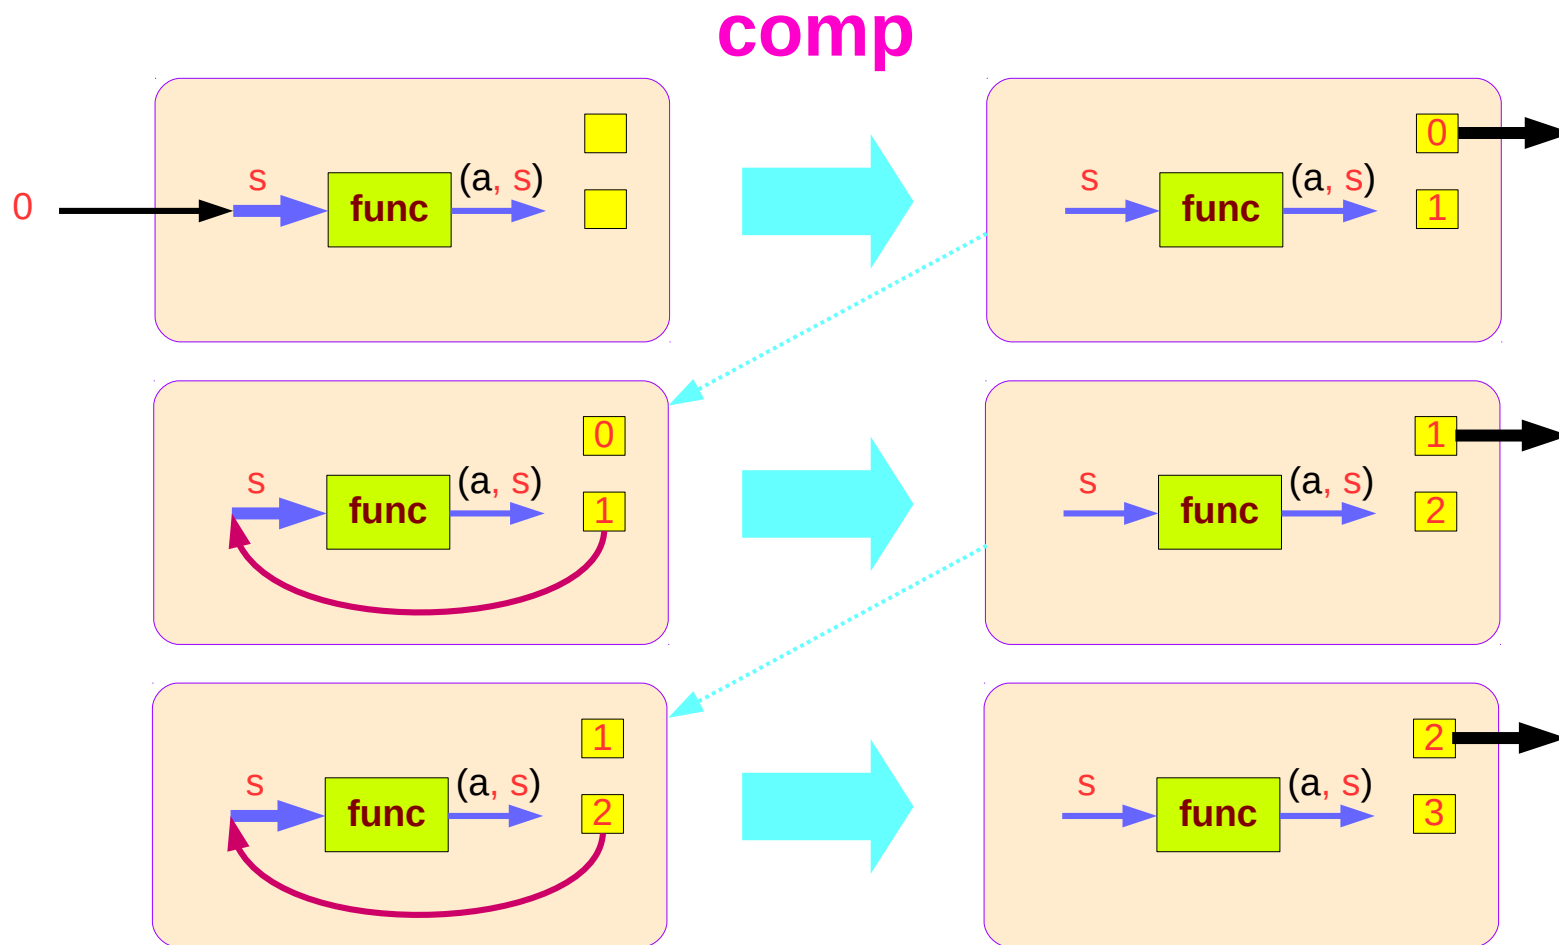 comp
s (a, s) 0
0 func 1
s (a, s)
func
0
s (a, s)
func 1
1
s (a, s)
func 2
1
s (a, s)
func 2
2
s (a, s)
func 3